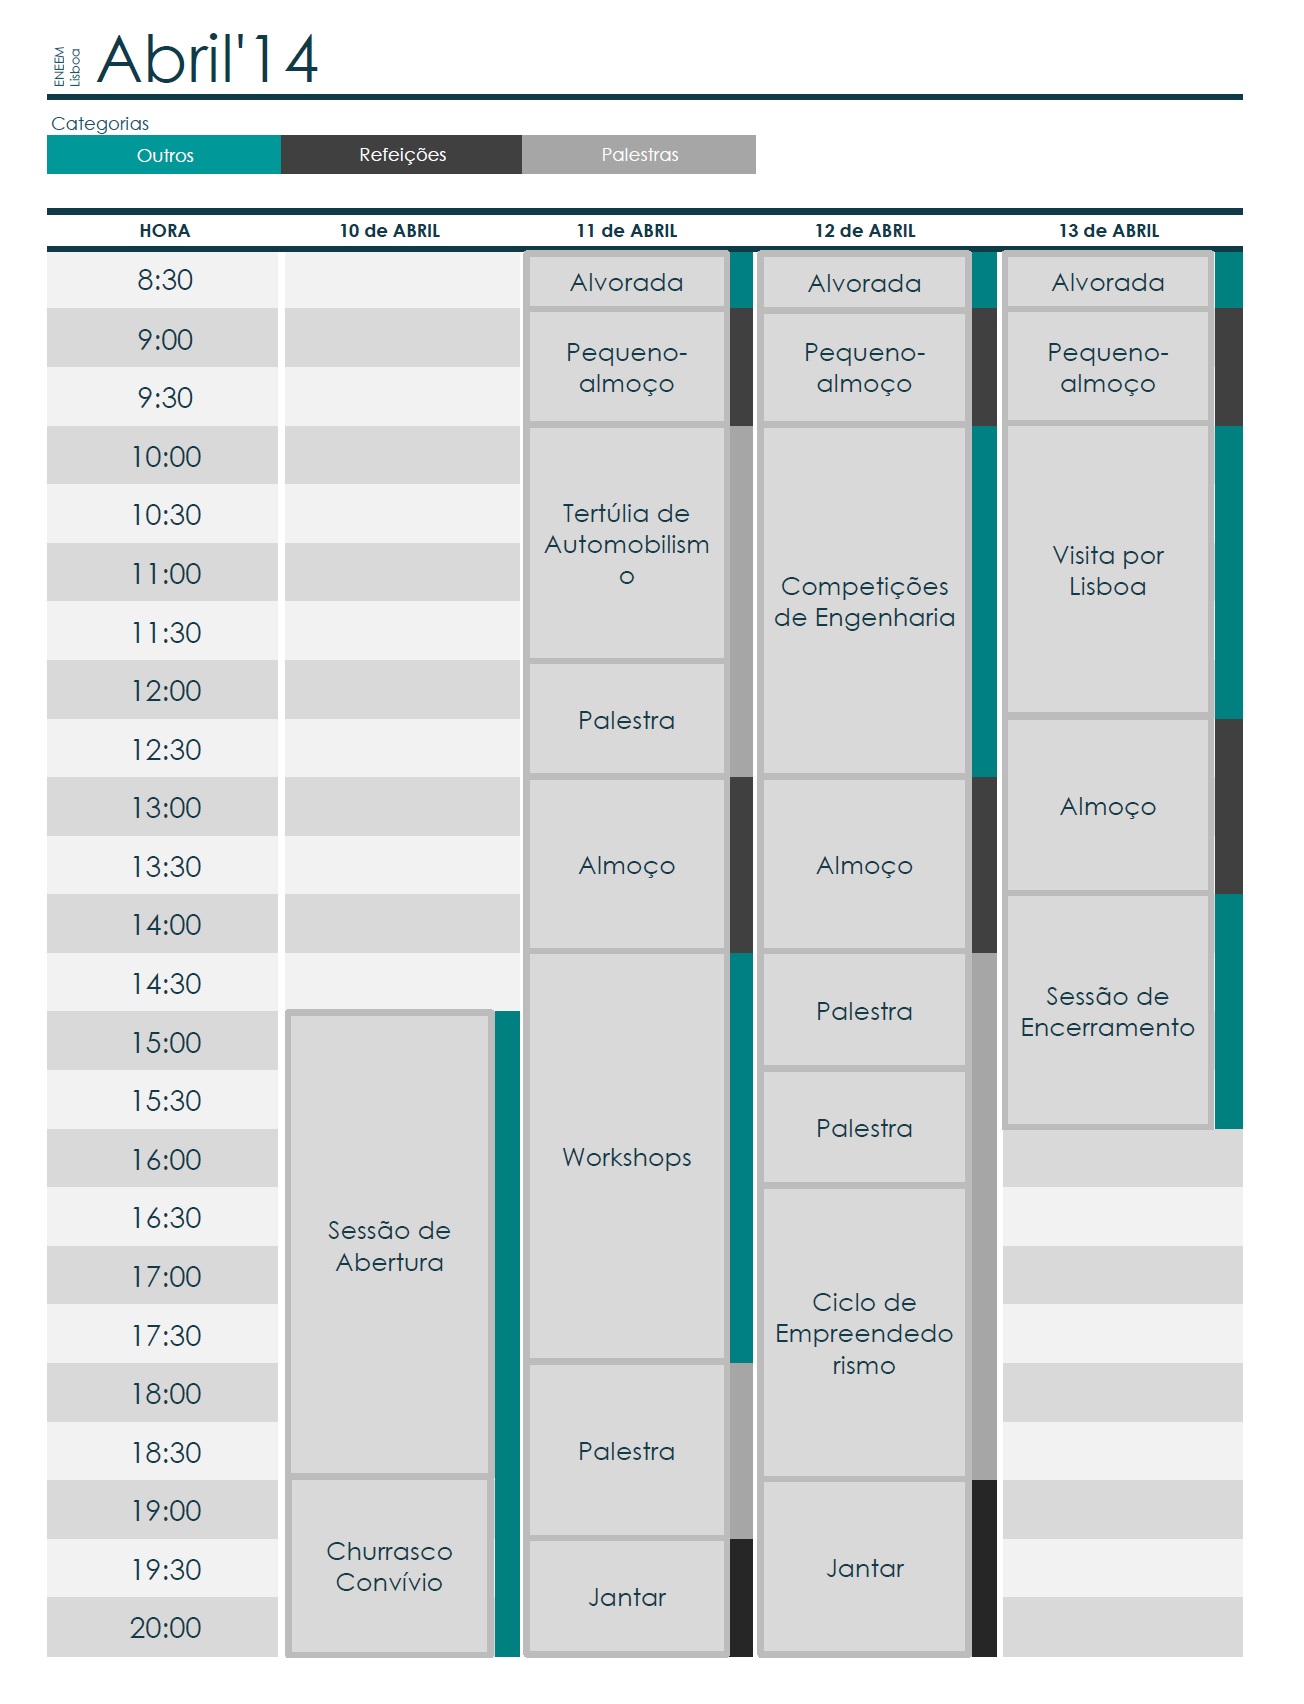 ENEEM
Lisboa
Abril'14
Categorias
Outros
Refeições
Palestras
HORA
10 de ABRIL
11 de ABRIL
12 de ABRIL
13 de ABRIL
8:30
9:00
9:30
10:00
10:30
11:00
11:30
12:00
12:30
13:00
13:30
14:00
14:30
15:00
15:30
16:00
16:30
17:00
17:30
18:00
18:30
19:00
19:30
20:00
Sessão de
Abertura
Churrasco
Convívio
Alvorada
Pequeno-
almoço
Tertúlia de
Automobilism
o
Palestra
Almoço
Workshops
Palestra
Jantar
Alvorada
Pequeno-
almoço
Competições
de Engenharia
Almoço
Palestra
Palestra
Ciclo de
Empreendedo
rismo
Jantar
Alvorada
Pequeno-
almoço
Visita por
Lisboa
Almoço
Sessão de
Encerramento